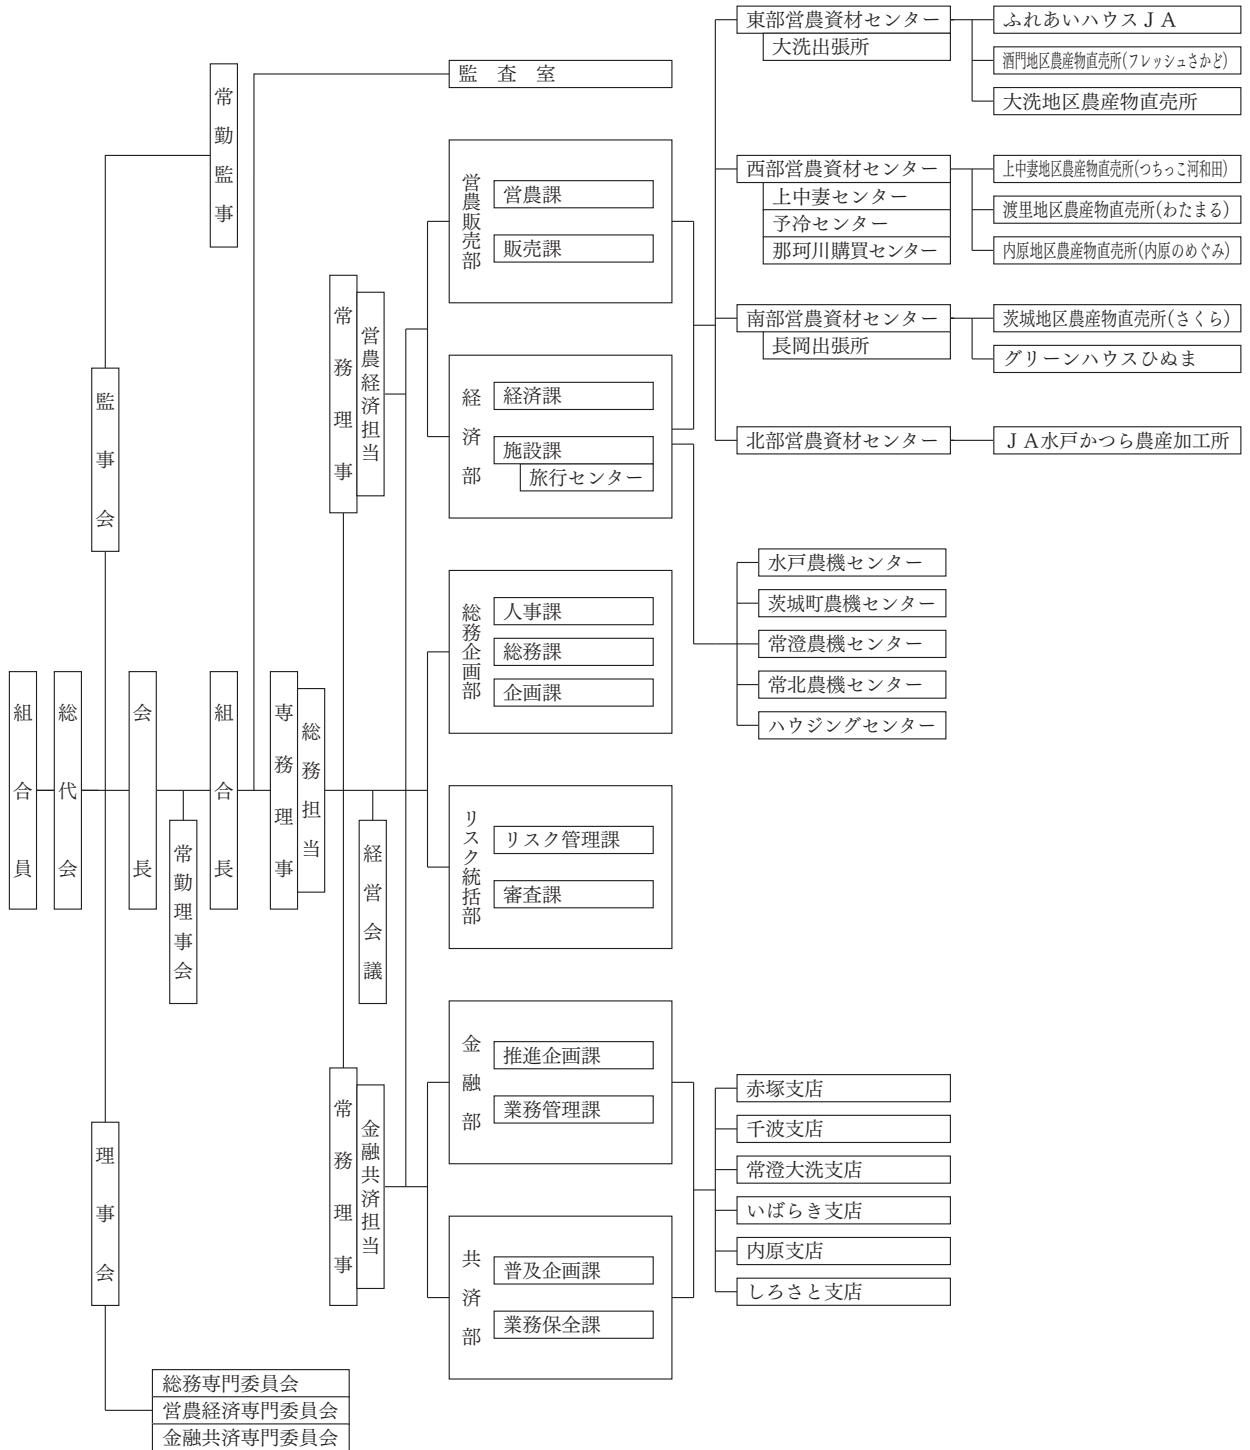 組合員
総代会
監事会
理事会
総務専門委員会
営農経済専門委員会
金融共済専門委員会
会長
常勤理事会
常勤監事
組合長
専務理事
総務担当
常務理事
営農経済担当
経営会議
常務理事
金融共済担当
監査室
営農販売部
営農課
販売課
経済部
経済課
施設課
旅行センター
総務企画部
人事課
総務課
企画課
リスク統括部
リスク管理課
審査課
金融部
推進企画課
業務管理課
共済部
普及企画課
業務保全課
東部営農資材センター
大洗出張所
西部営農資材センター
上中妻センター
予冷センター
那珂川購買センター
南部営農資材センター
長岡出張所
北部営農資材センター
水戸農機センター
茨城町農機センター
常澄農機センター
常北農機センター
ハウジングセンター
赤塚支店
千波支店
常澄大洗支店
いばらき支店
内原支店
しろさと支店
ふれあいハウスJA
酒門地区農産物直売所(フレッシュさかど)
大洗地区農産物直売所
上中妻地区農産物直売所(つちっこ河和田)
渡里地区農産物直売所(わたまる)
内原地区農産物直売所(内原のめぐみ)
茨城地区農産物直売所(さくら)
グリーンハウスひぬま
JA水戸かつら農産加工所